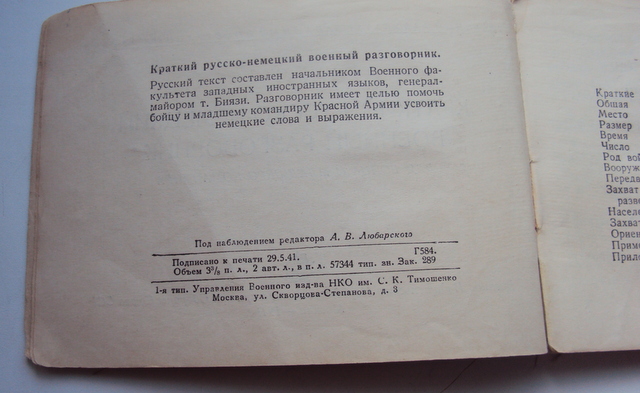 Краткий русско-немецкий военный разговорник.
Русский текст составлен начальником Военного фа-
культета западных иностранных языков, генерал-
майором т. Биязи. Разговорник имеет целью помочь
бойцу и младшему командиру Красной Армии усвоить
немецкие слова и выражения.
Под наблюдением редактора А. В. Любарского
Подписано к печати 29.5.41. Г584.
Объем 3⅝ п. л., 2 авт. л., в п. л. 57344 тип. зн. Зак. 289
1-я тип. Управления Военного изд-ва НКО им. С. К. Тимошенко
Москва, ул. Скворцова-Степанова, д. 3
Краткие
Общая
Место
Размер
Время
Число
Род вой
Вооруж
Передв
Захват
разве
Населе
Захва
Ориен
Приме
Прило